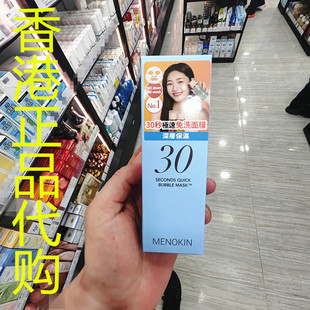 香港正品代购
No.1
30秒極速免洗面膜
深層保濕
30
SECONDS QUICK
BUBBLE MASK™
MENOKIN